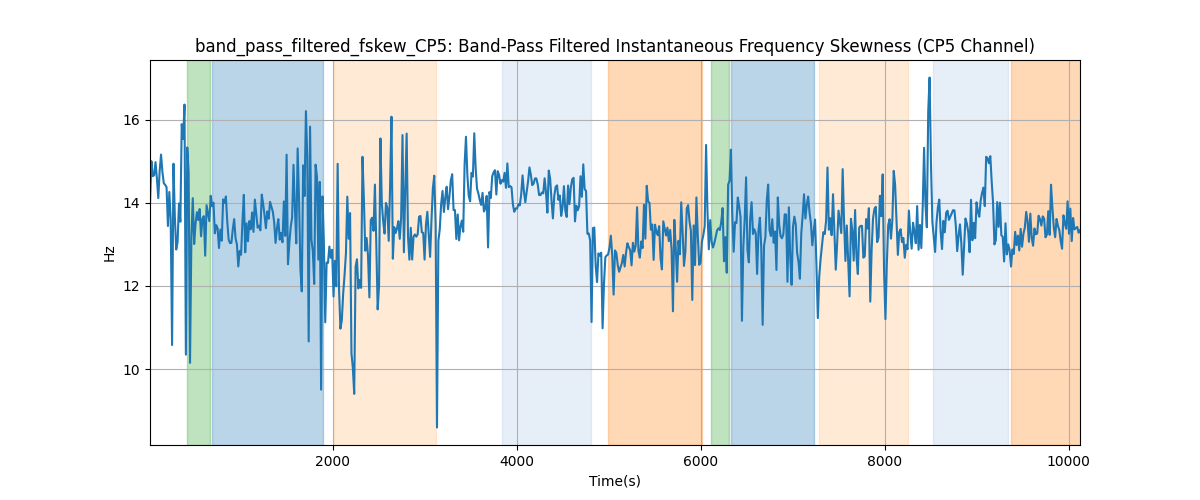 band_pass_filtered_fskew_CP5: Band-Pass Filtered Instantaneous Frequency Skewness (CP5 Channel)
16
14
12
10
Hz
2000 4000 6000 8000 10000
Time(s)